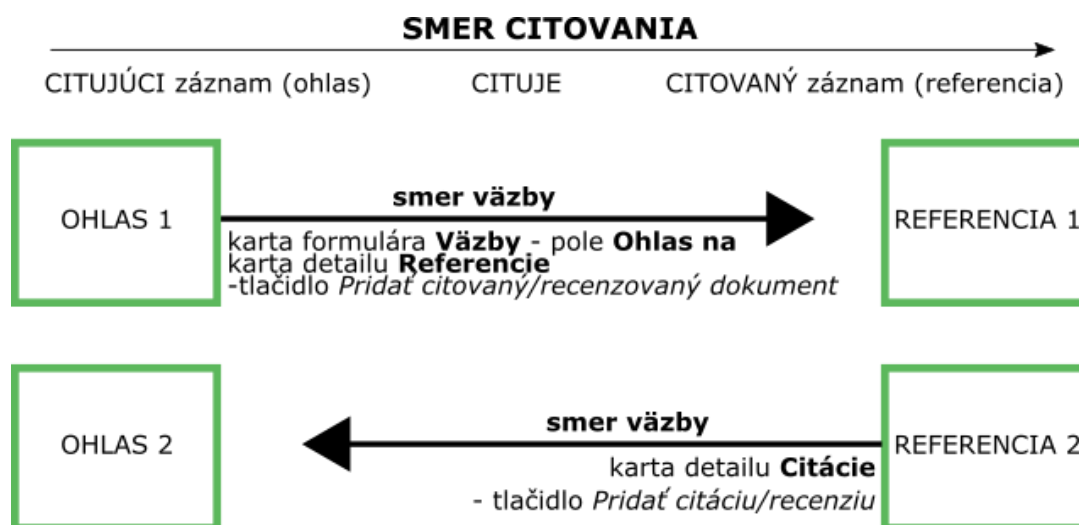 SMER CITOVANIA
CITUJÚCI záznam (ohlas) CITUJE CITOVANÝ záznam (referencia)
OHLAS 1
smer väzby
karta formulára Väzby - pole Ohlas na
karta detailu Referencie
-tlačidlo Pridať citovaný/recenzovaný dokument
REFERENCIA 1
OHLAS 2
smer väzby
karta detailu Citácie
- tlačidlo Pridať citáciu/recenziu
REFERENCIA 2